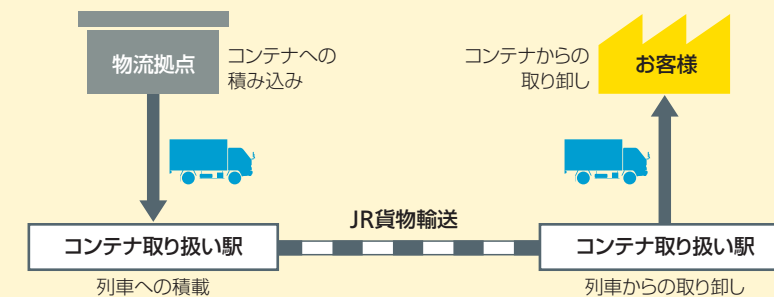 物流拠点
コンテナへの
積み込み
コンテナからの
取り卸し
お客様
JR貨物輸送
コンテナ取り扱い駅
コンテナ取り扱い駅
列車への積載
列車からの取り卸し